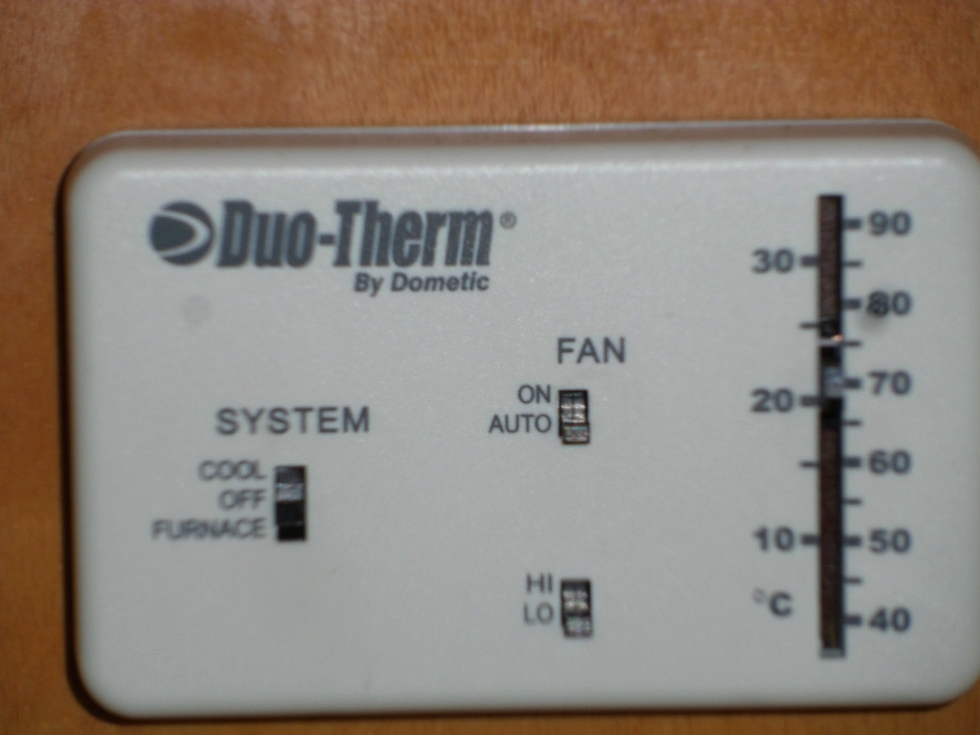 Duo-Therm®
By Dometic
FAN
ON
AUTO
SYSTEM
COOL
OFF
FURNACE
HI
LO
90
30
80
70
20
60
10
50
°C
40